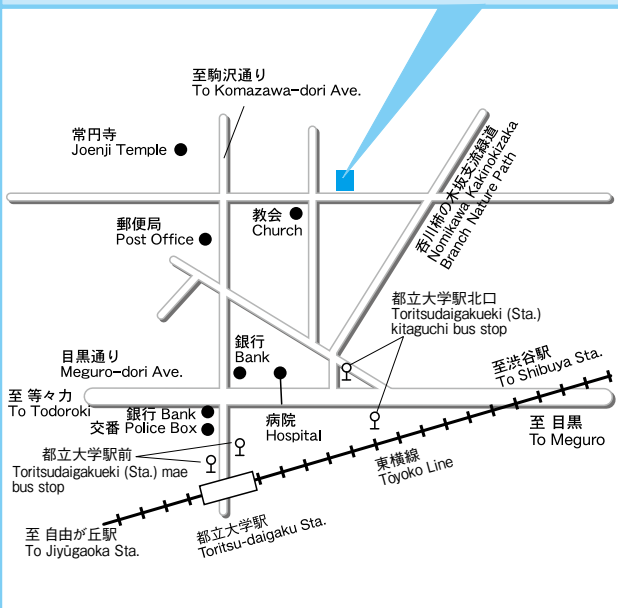 至駒沢通り
To Komazawa-dori Ave.
常円寺
Joenji Temple
教会
Church
郵便局
Post Office
呑川柿の木坂支流緑道
Nomikawa Kakinokizaka
Branch Nature Path
都立大学駅北口
Toritsudaigakueki (Sta.)
kitaguchi bus stop
目黒通り
Meguro-dori Ave.
銀行
Bank
至渋谷駅
To Shibuya Sta.
至 等々力
To Todoroki
銀行 Bank
交番 Police Box
病院
Hospital
至 目黒
To Meguro
都立大学駅前
Toritsudaigakueki (Sta.) mae
bus stop
東横線
Toyoko Line
至 自由が丘駅
To Jiyūgaoka Sta.
都立大学駅
Toritsu-daigaku Sta.